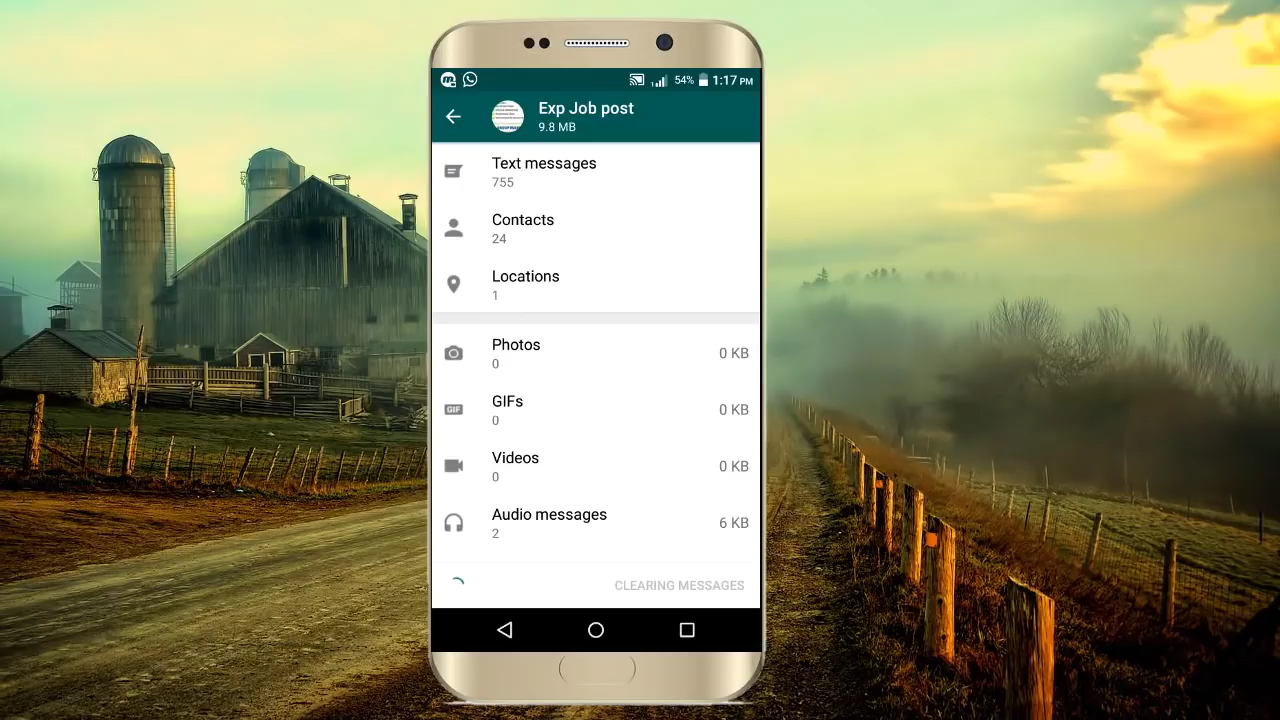 54% 1:17 PM
Exp Job post
9.8 MB
Text messages
755
Contacts
24
Locations
1
Photos
0 KB
0
GIF
GIFs
0 KB
0
Videos
0 KB
0
Audio messages
6 KB
2
CLEARING MESSAGES